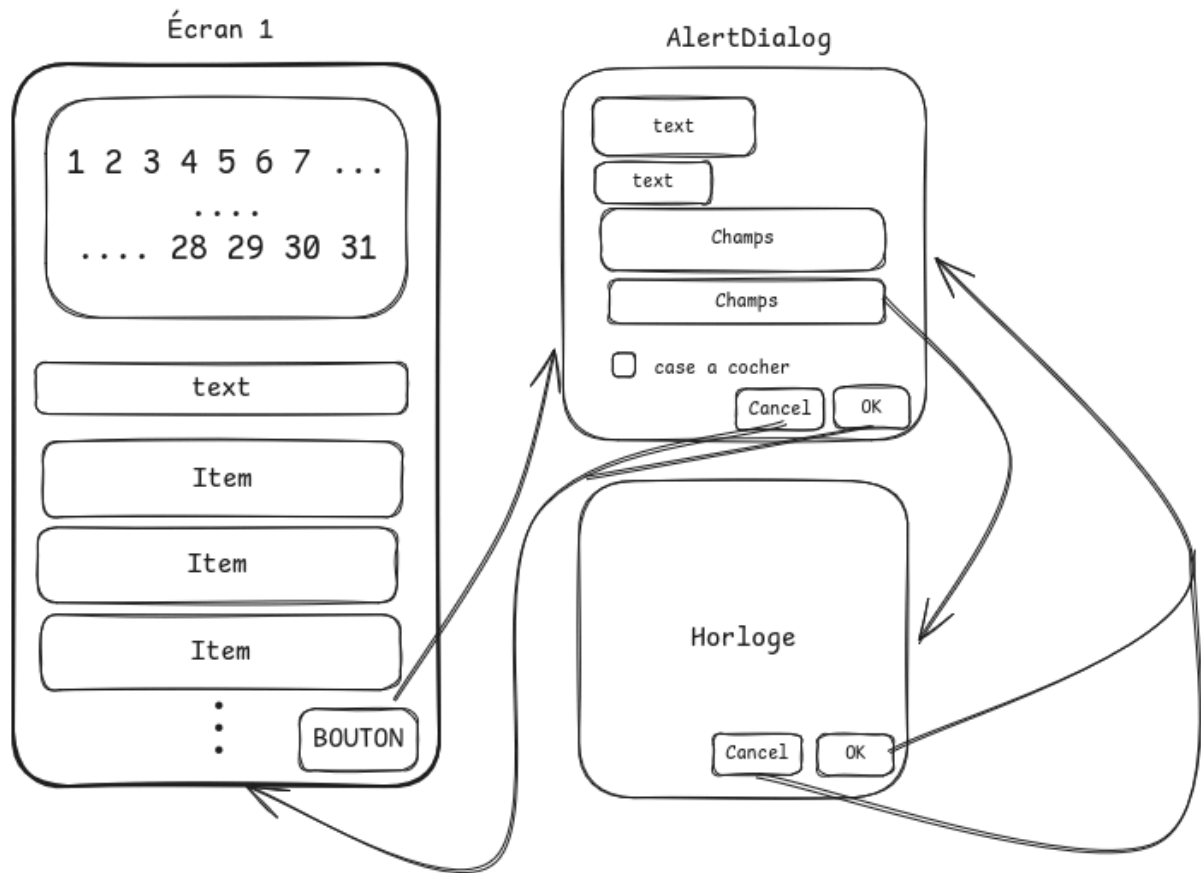 Écran 1
1 2 3 4 5 6 7 ...
....
.... 28 29 30 31
text
Item
Item
Item
BOUTON
AlertDialog
text
text
Champs
Champs
case a cocher
Cancel
OK
Horloge
Cancel
OK